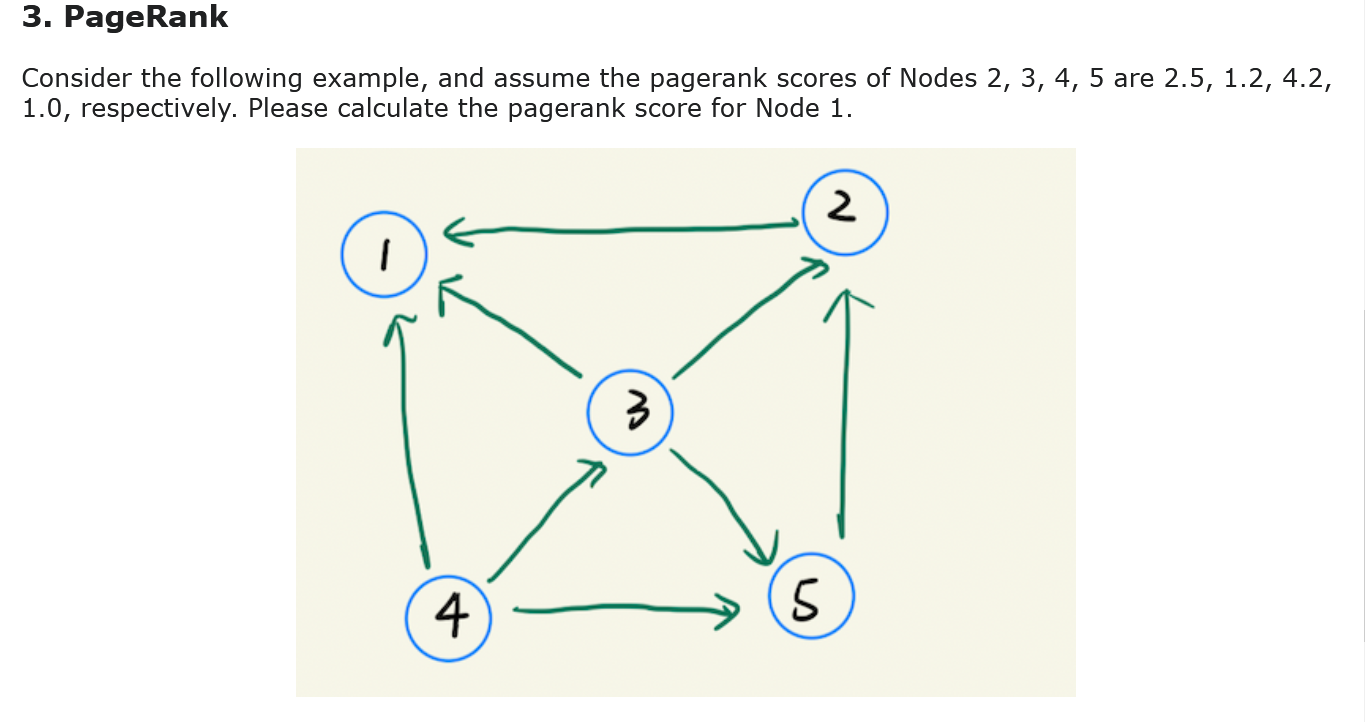 3. PageRank
Consider the following example, and assume the pagerank scores of Nodes 2, 3, 4, 5 are 2.5, 1.2, 4.2,
1.0, respectively. Please calculate the pagerank score for Node 1.
2
1
3
4
5